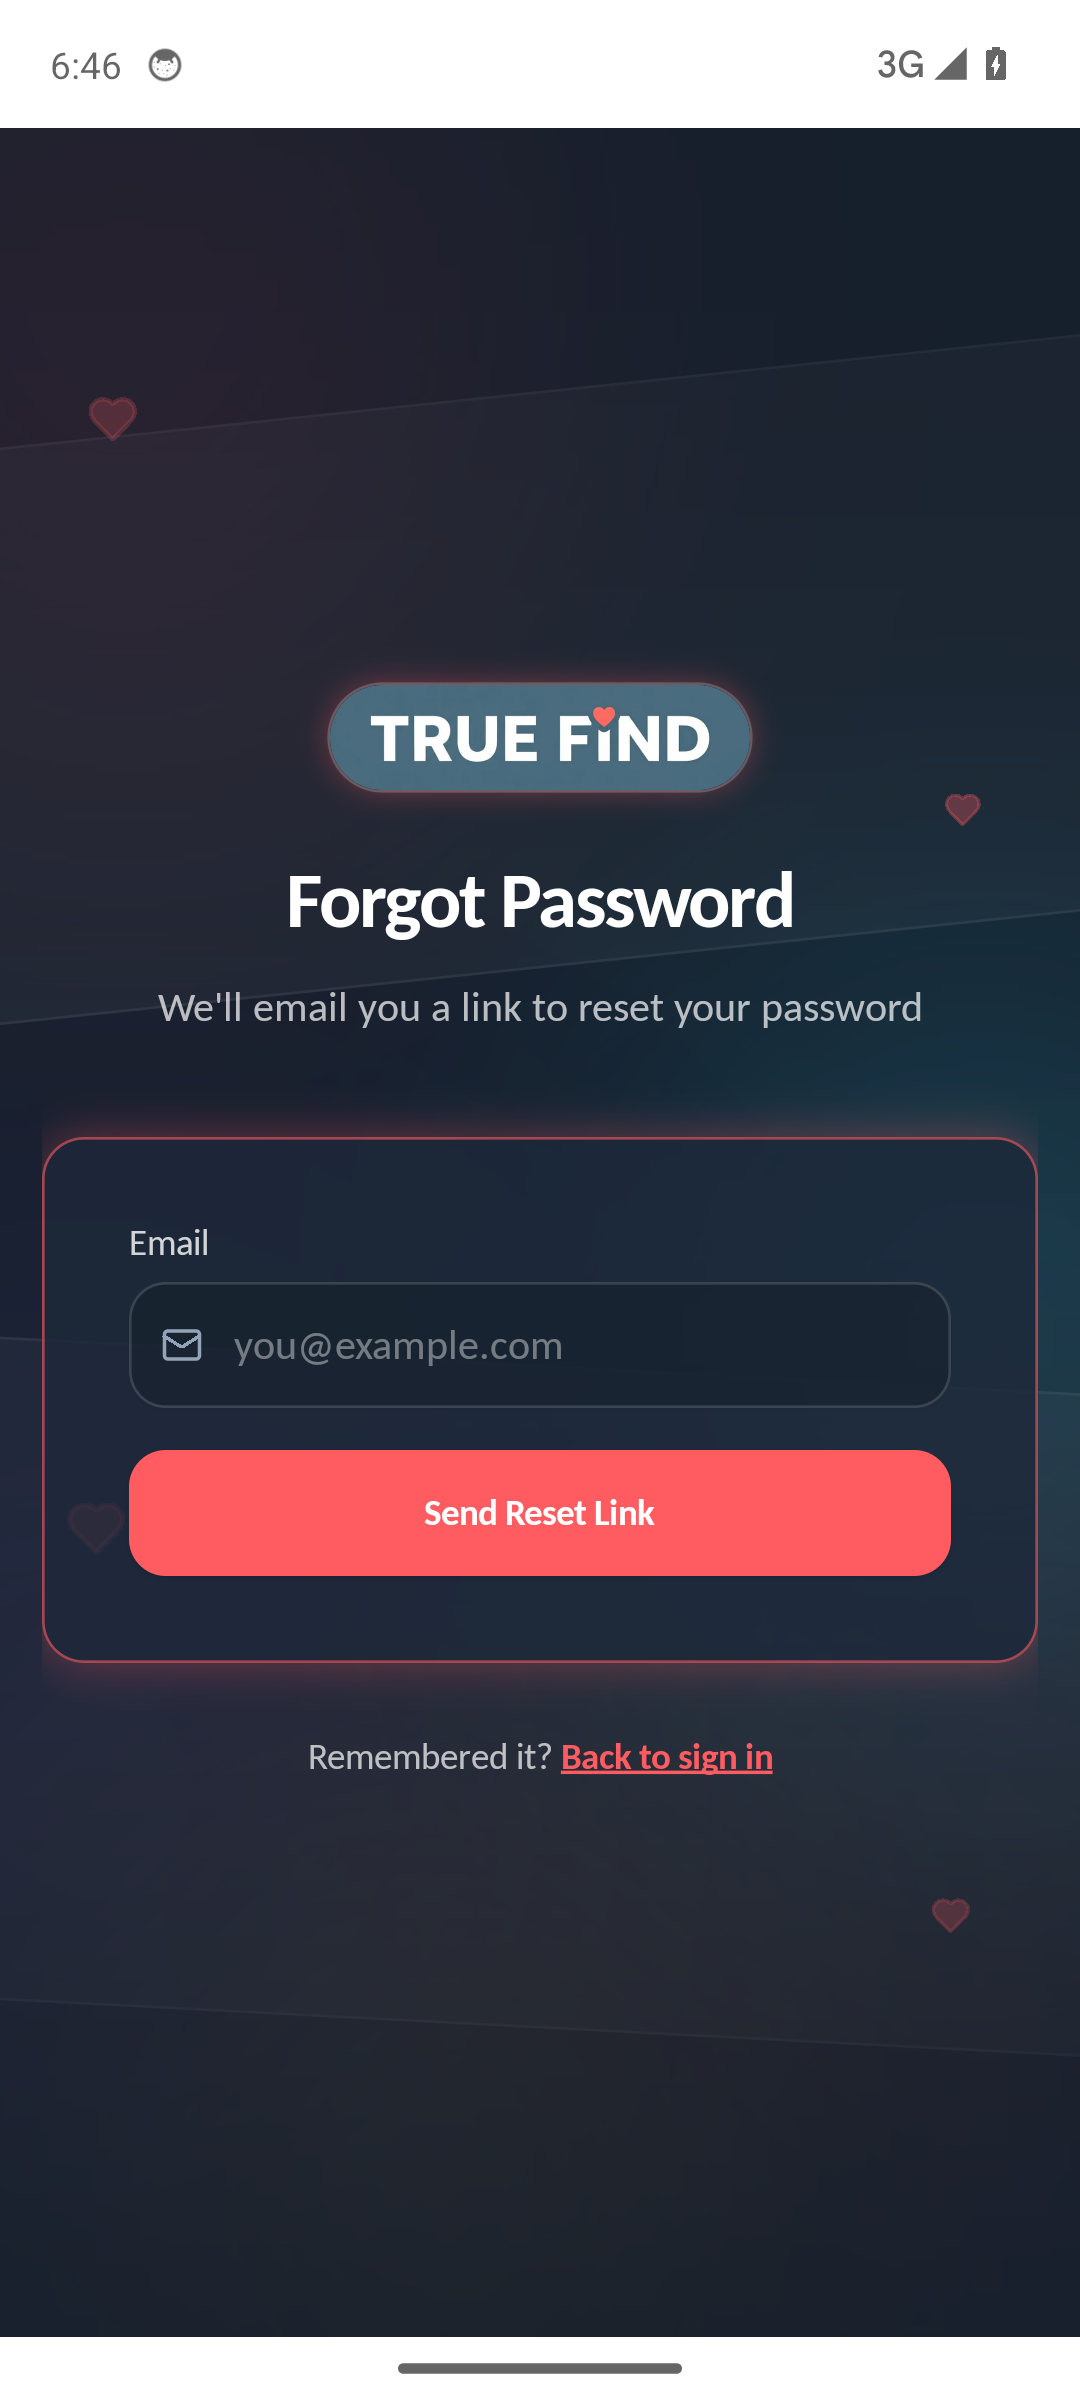 6:46
3G
TRUE FiND
Forgot Password
We'll email you a link to reset your password
Email
you@example.com
Send Reset Link
Remembered it? Back to sign in